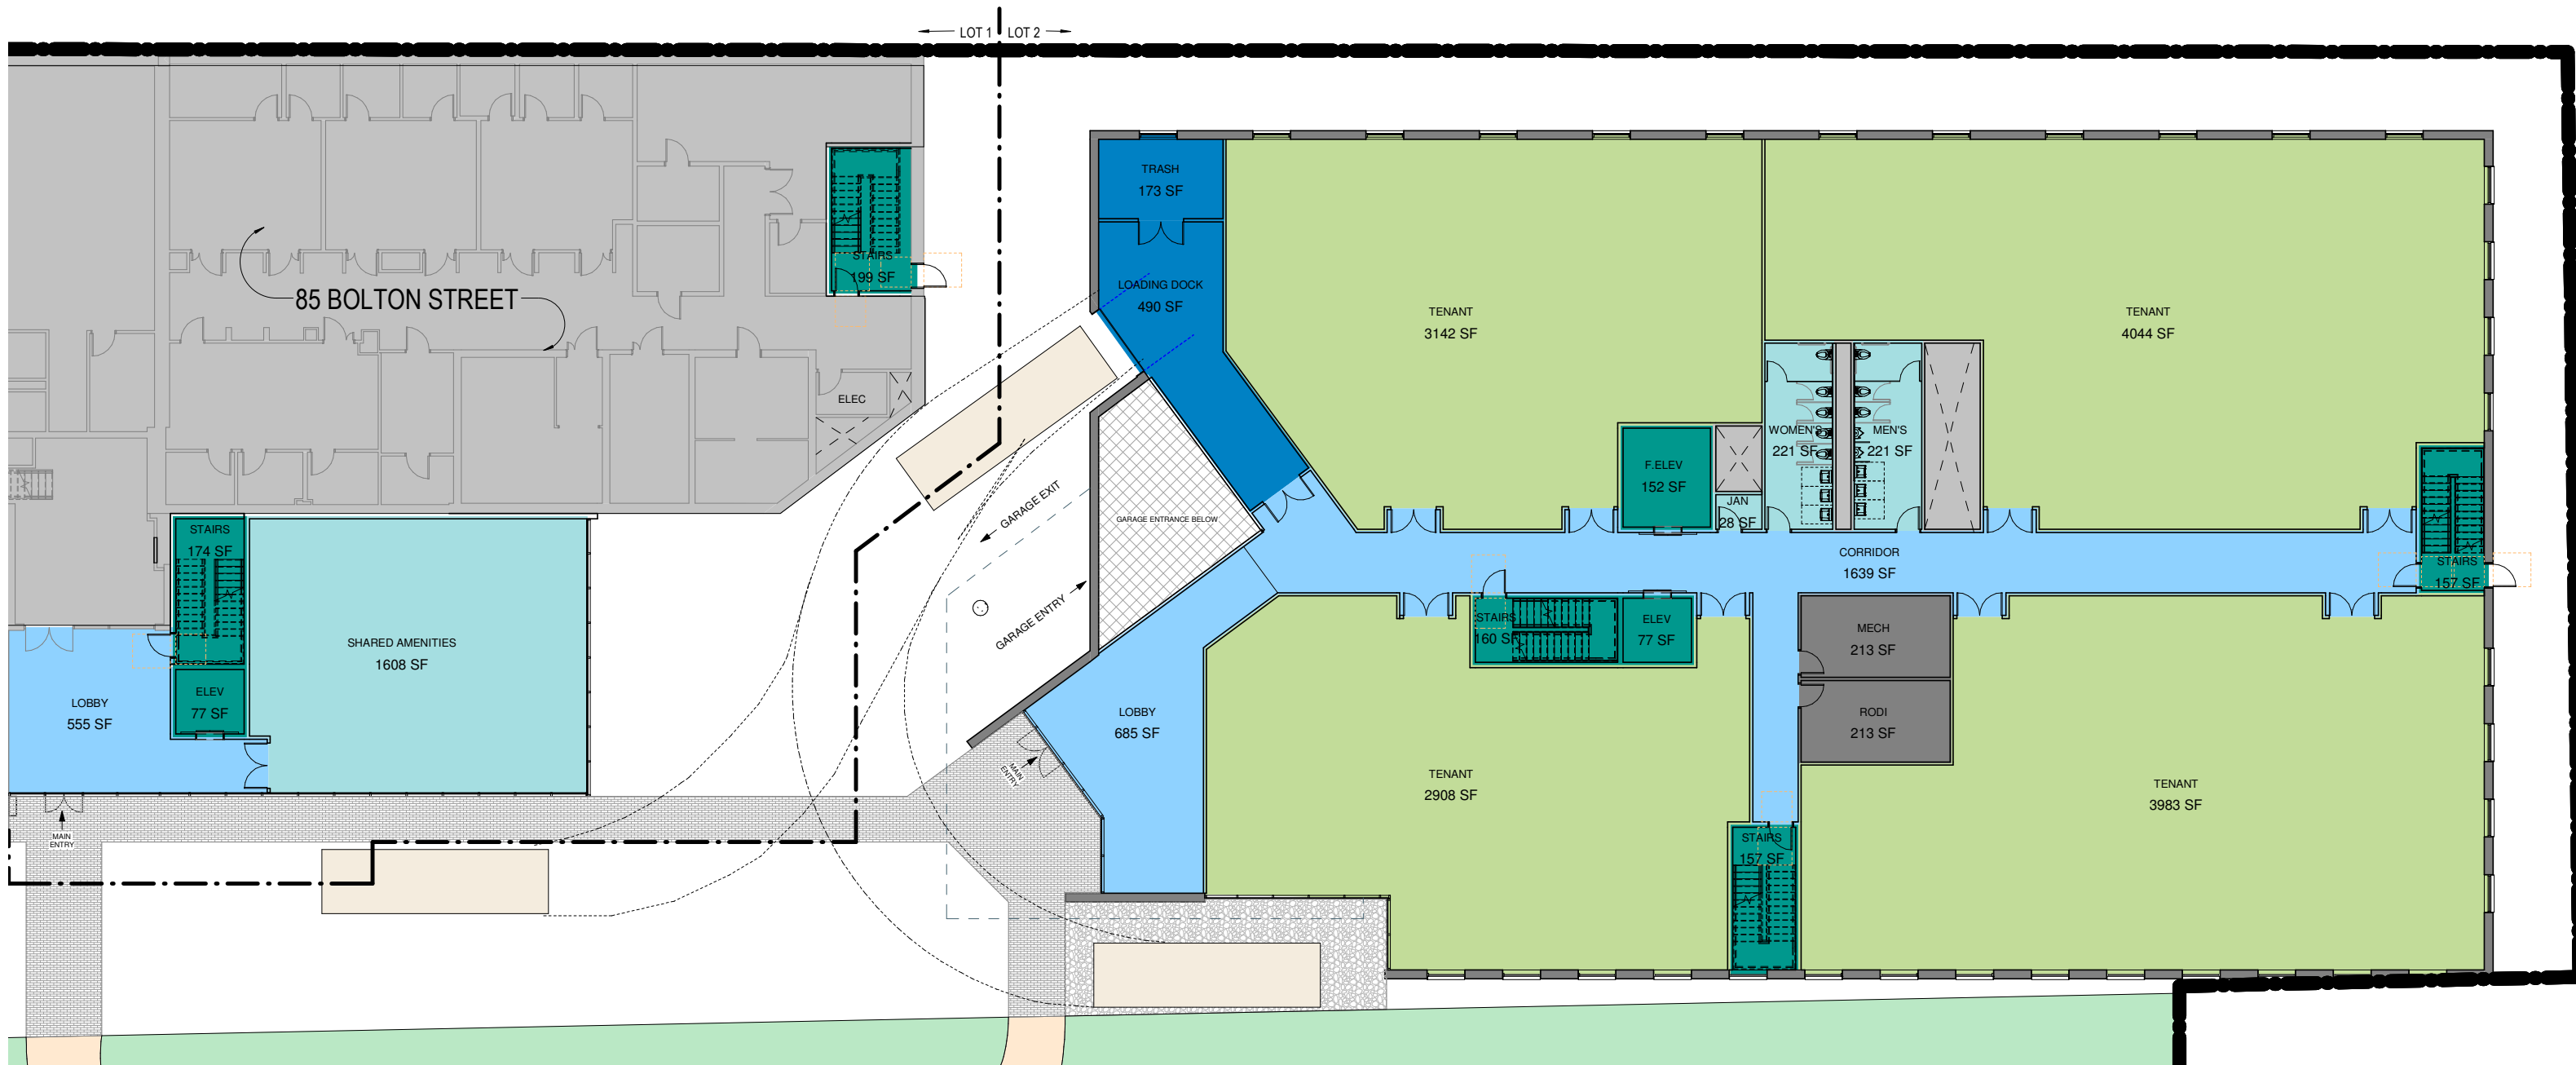 LOT 1
LOT 2
TRASH
173 SF
STAIRS
199 SF
LOADING DOCK
490 SF
85 BOLTON STREET
TENANT
3142 SF
TENANT
4044 SF
ELEC
WOMEN'S
221 SF
MEN'S
221 SF
F.ELEV
152 SF
JAN
28 SF
GARAGE EXIT
GARAGE ENTRANCE BELOW
STAIRS
174 SF
CORRIDOR
1639 SF
STAIRS
157 SF
GARAGE ENTRY
SHARED AMENITIES
1608 SF
STAIRS
160 SF
ELEV
77 SF
MECH
213 SF
LOBBY
555 SF
ELEV
77 SF
LOBBY
685 SF
RODI
213 SF
MAIN
ENTRY
TENANT
2908 SF
TENANT
3983 SF
MAIN
ENTRY
STAIRS
157 SF